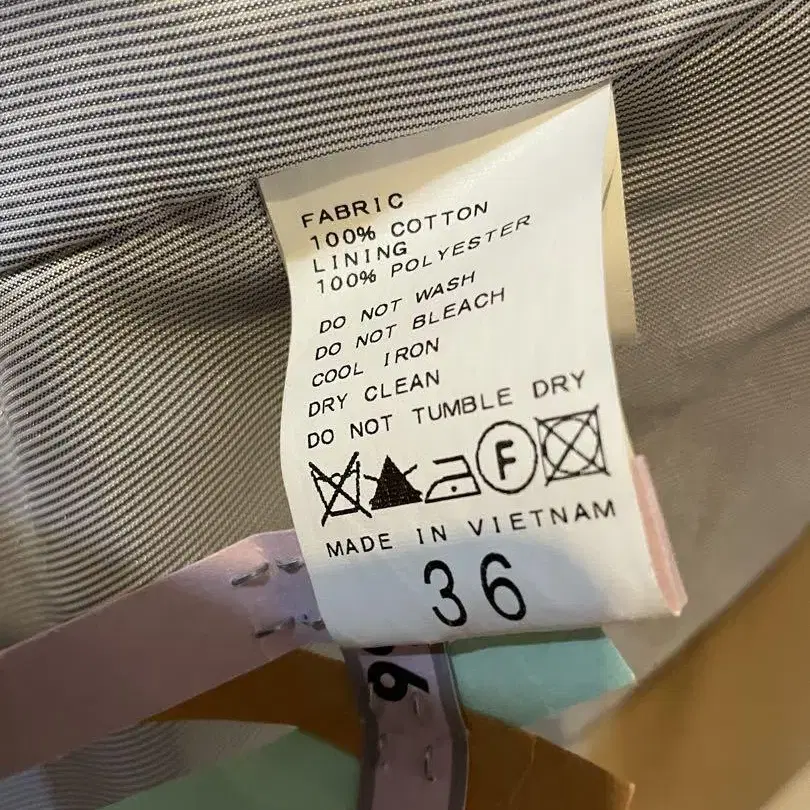 FABRIC
100% COTTON
LINING
100% POLYESTER
DO NOT WASH
DO NOT BLEACH
COOL IRON
DRY CLEAN
DO NOT TUMBLE DRY
F
MADE IN VIETNAM
36